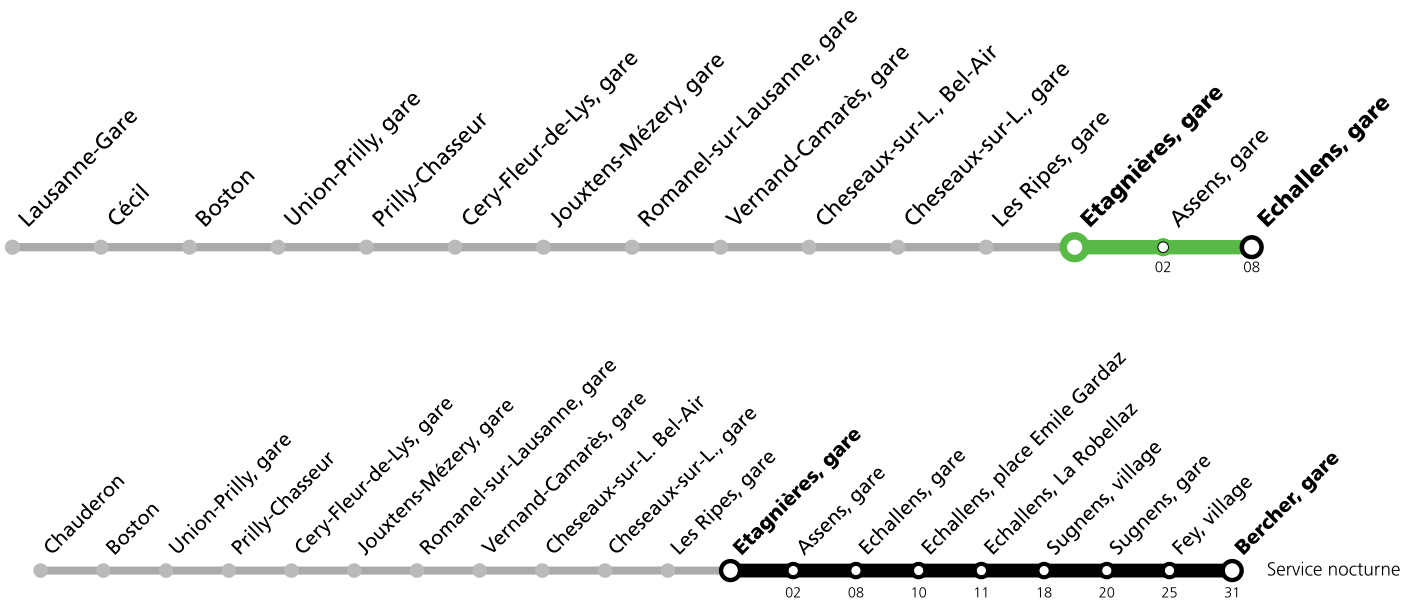 Lausanne-Gare
Cécil
Boston
Union-Prilly, gare
Prilly-Chasseur
Cery-Fleur-de-Lys, gare
Jouxtens-Mézery, gare
Romanel-sur-Lausanne, gare
Vernand-Camarès, gare
Cheseaux-sur-L., Bel-Air
Cheseaux-sur-L., gare
Les Ripes, gare
Etagnières, gare
Assens, gare
Echallens, gare
02
08
Chauderon
Boston
Union-Prilly, gare
Prilly-Chasseur
Cery-Fleur-de-Lys, gare
Jouxtens-Mézery, gare
Romanel-sur-Lausanne, gare
Vernand-Camarès, gare
Cheseaux-sur-L. Bel-Air
Cheseaux-sur-L., gare
Les Ripes, gare
Etagnières, gare
Assens, gare
Echallens, gare
Echallens, place Emile Gardaz
Echallens, La Robellaz
Sugnens, village
Sugnens, gare
Fey, village
Bercher, gare
Service nocturne
02
08
10
11
18
20
25
31